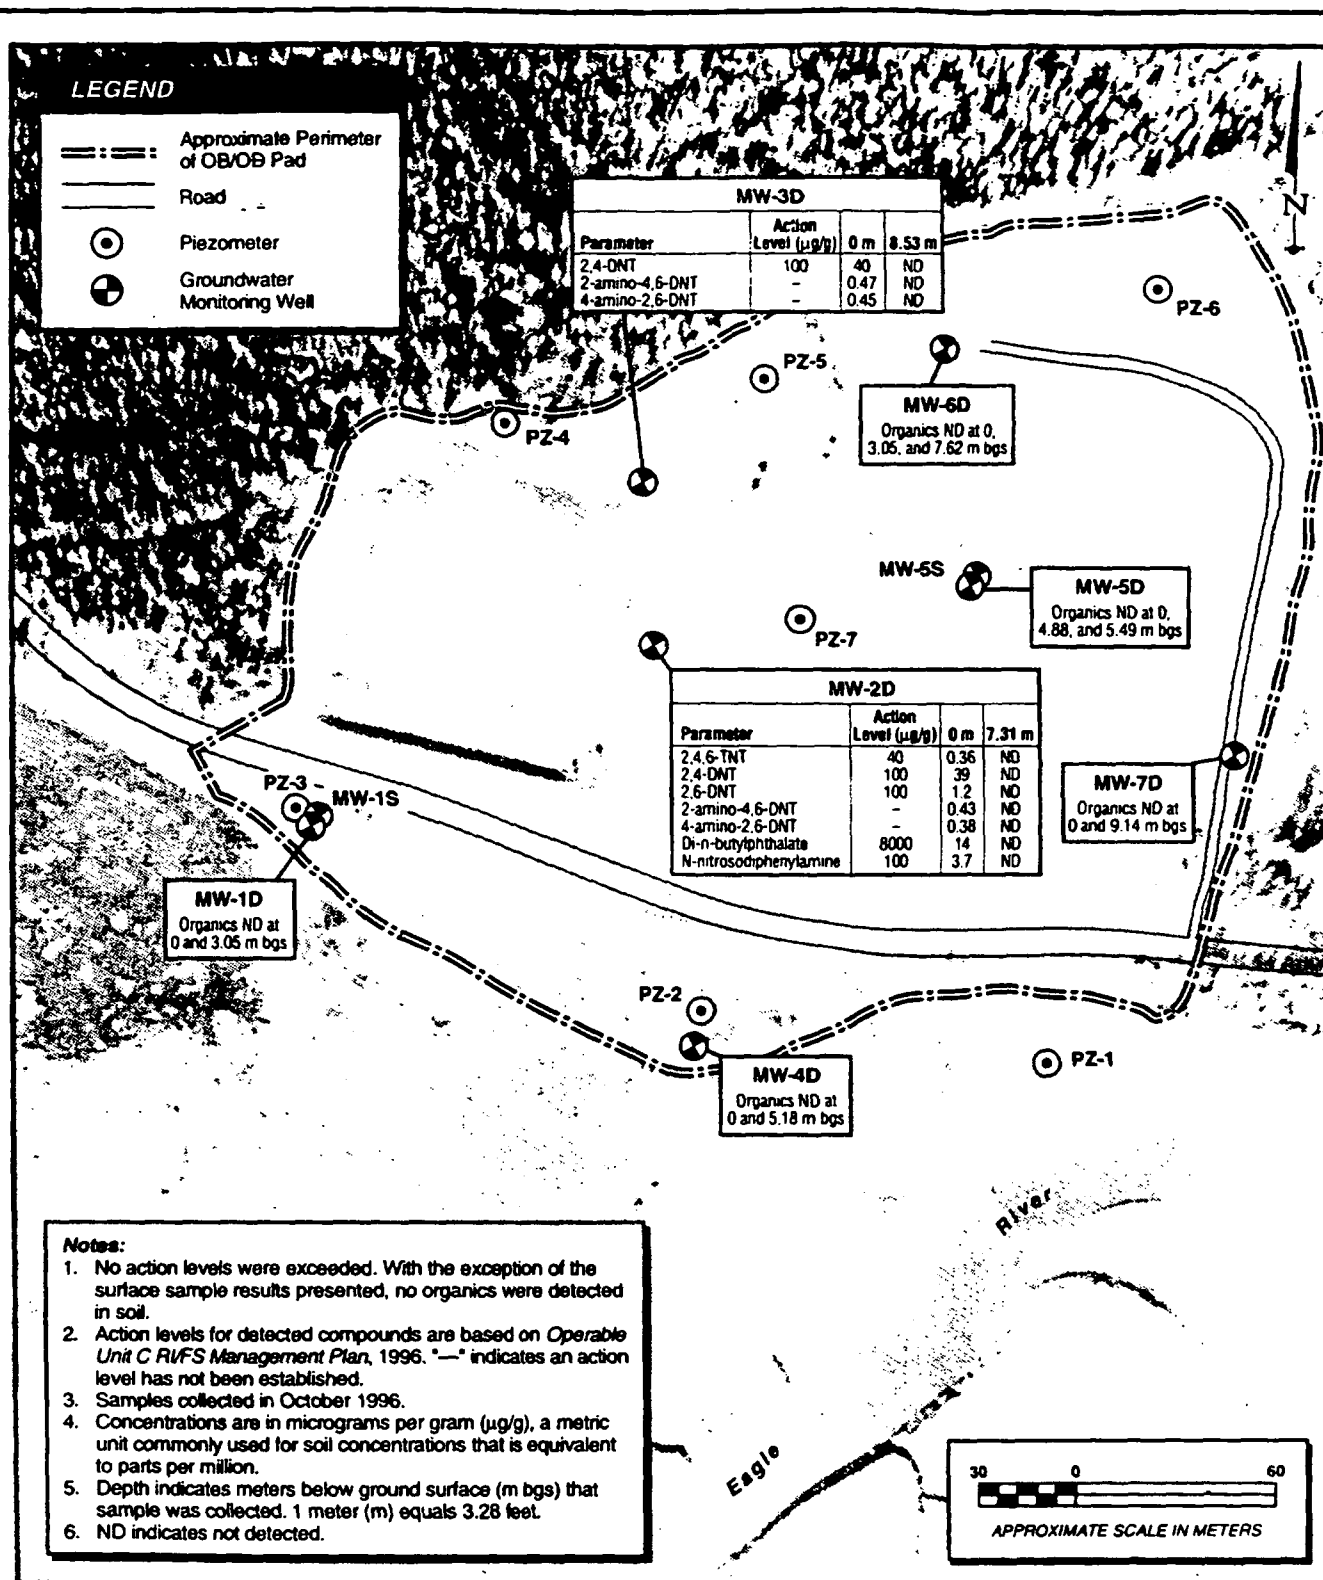 LEGEND
Approximate Perimeter
of OB/OD Pad
Road
Piezometer
Groundwater
Monitoring Well
N
MW-3D
Parameter Action Level (µg/g) 0 m 8.53 m
2,4-DNT 100 40 ND
2-amino-4,6-DNT – 0.47 ND
4-amino-2,6-DNT – 0.45 ND
PZ-6
PZ-5
PZ-4
MW-6D
Organics ND at 0,
3.05, and 7.62 m bgs
MW-5S
MW-5D
Organics ND at 0,
4.88, and 5.49 m bgs
PZ-7
MW-2D
Parameter Action Level (µg/g) 0 m 7.31 m
2,4,6-TNT 40 0.36 ND
2,4-DNT 100 39 ND
2,6-DNT 100 1.2 ND
2-amino-4,6-DNT – 0.43 ND
4-amino-2,6-DNT – 0.38 ND
Di-n-butylphthalate 8000 14 ND
N-nitrosodiphenylamine 100 3.7 ND
MW-7D
Organics ND at
0 and 9.14 m bgs
PZ-3
MW-1S
MW-1D
Organics ND at
0 and 3.05 m bgs
PZ-2
MW-4D
Organics ND at
0 and 5.18 m bgs
PZ-1
Eagle River
Notes:
1. No action levels were exceeded. With the exception of the
surface sample results presented, no organics were detected
in soil.
2. Action levels for detected compounds are based on Operable
Unit C RI/FS Management Plan, 1996. "—" indicates an action
level has not been established.
3. Samples collected in October 1996.
4. Concentrations are in micrograms per gram (µg/g), a metric
unit commonly used for soil concentrations that is equivalent
to parts per million.
5. Depth indicates meters below ground surface (m bgs) that
sample was collected. 1 meter (m) equals 3.28 feet.
6. ND indicates not detected.
30 0 60
APPROXIMATE SCALE IN METERS